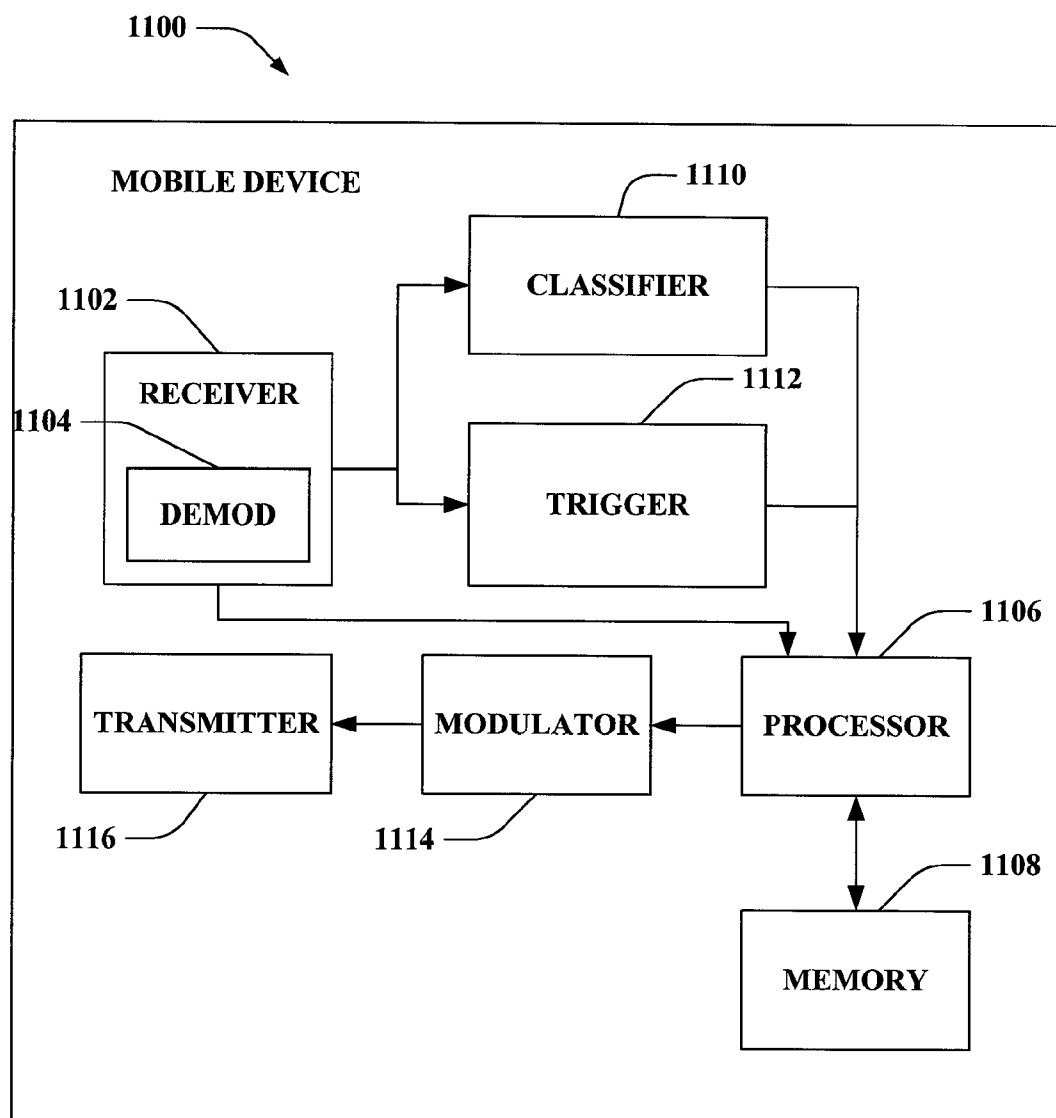 1100
MOBILE DEVICE
1110
CLASSIFIER
1102
RECEIVER
1112
1104
TRIGGER
DEMOD
1106
TRANSMITTER
MODULATOR
PROCESSOR
1116
1114
1108
MEMORY